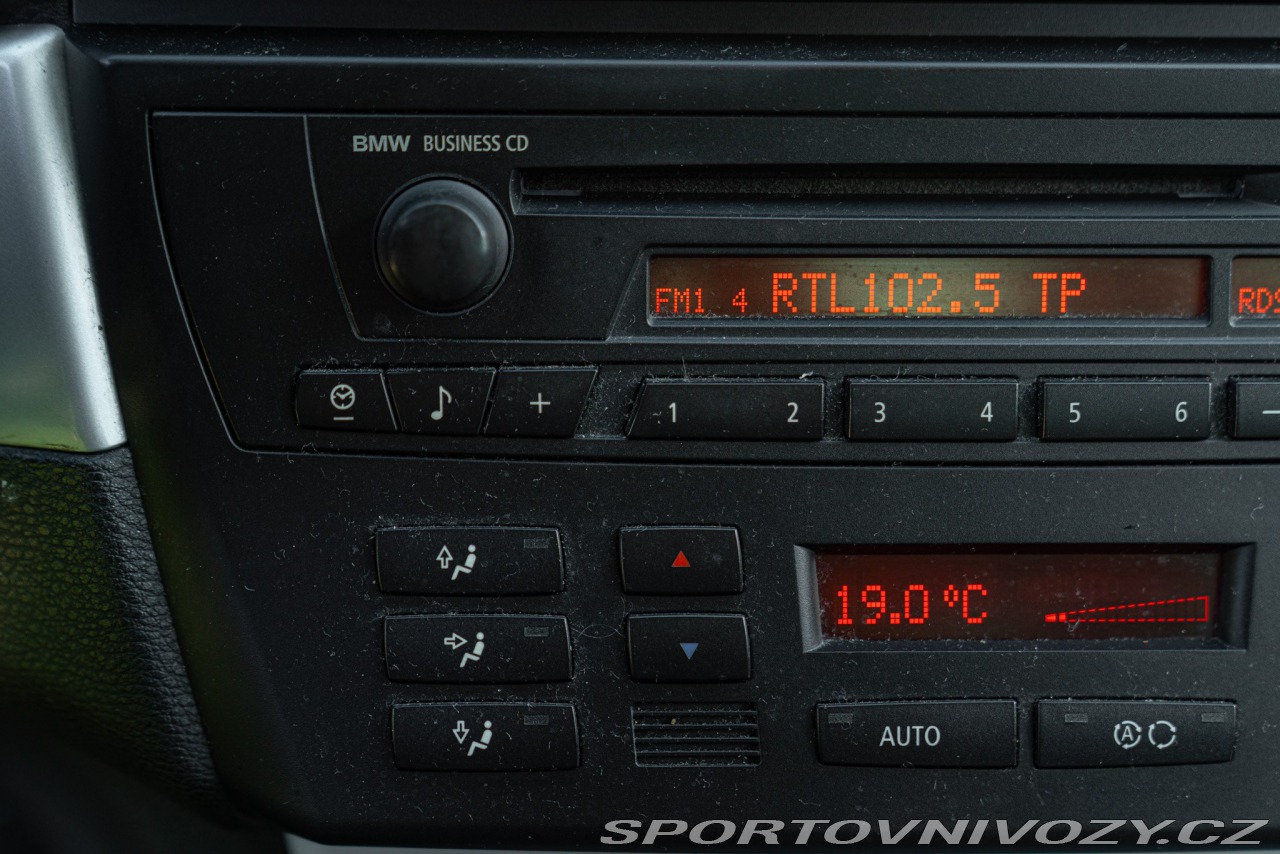 BMW BUSINESS CD
FM1 4 RTL102.5 TP
RDS
+
1 2 3 4 5 6 —
19.0 °C
AUTO
A
SPORTOVNIVOZY.CZ